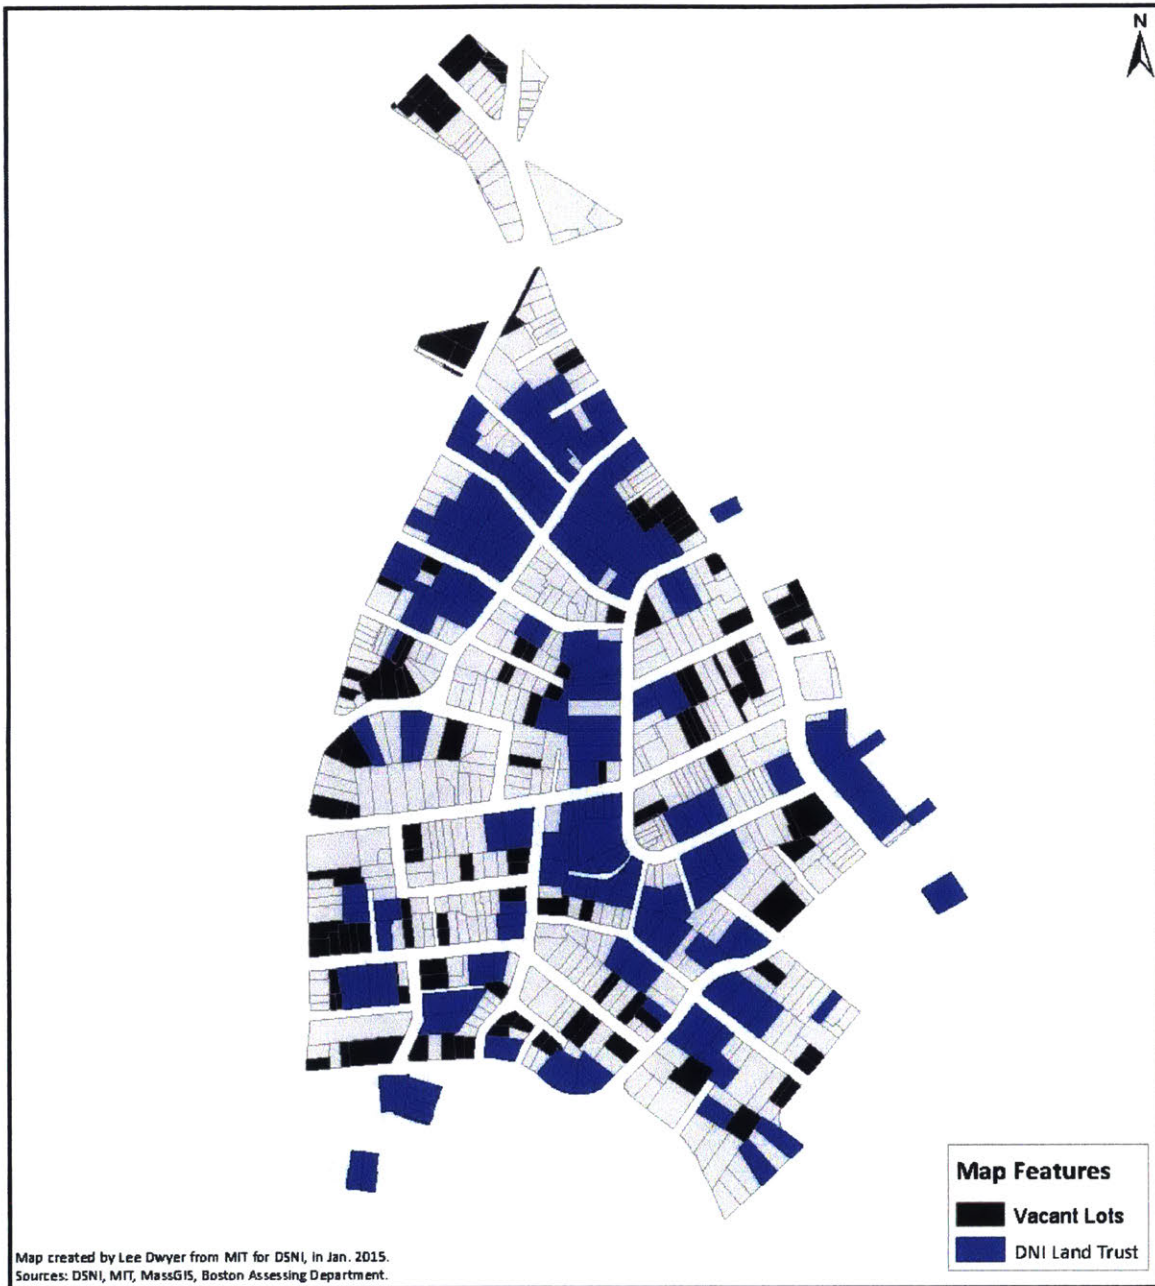 N
Map Features
Vacant Lots
DNI Land Trust
Map created by Lee Dwyer from MIT for DSNI, in Jan. 2015.
Sources: DSNI, MIT, MassGIS, Boston Assessing Department.